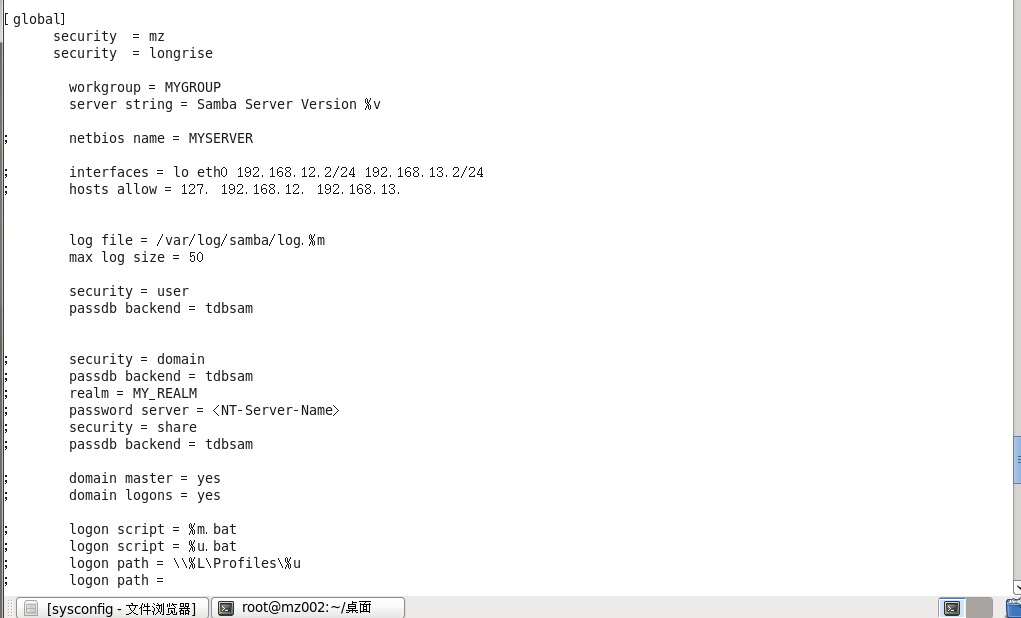 [global]
security  = mz
security  = longrise
workgroup = MYGROUP
server string = Samba Server Version %v
;       netbios name = MYSERVER
;       interfaces = lo eth0 192.168.12.2/24 192.168.13.2/24
;       hosts allow = 127. 192.168.12. 192.168.13.
log file = /var/log/samba/log.%m
max log size = 50
security = user
passdb backend = tdbsam
;       security = domain
;       passdb backend = tdbsam
;       realm = MY_REALM
;       password server = <NT-Server-Name>
;       security = share
;       passdb backend = tdbsam
;       domain master = yes
;       domain logons = yes
;       logon script = %m.bat
;       logon script = %u.bat
;       logon path = \\%L\Profiles\%u
;       logon path =
[sysconfig - 文件浏览器] root@mz002:~/桌面